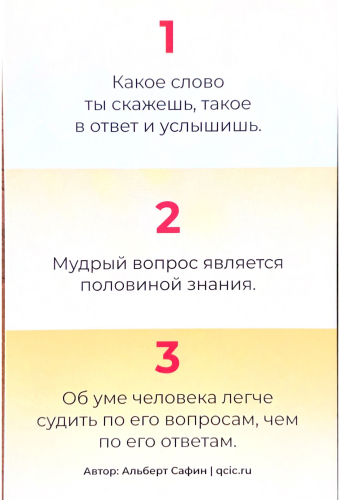 1
Какое слово
ты скажешь, такое
в ответ и услышишь.
2
Мудрый вопрос является
половиной знания.
3
Об уме человека легче
судить по его вопросам, чем
по его ответам.
Автор: Альберт Сафин | qcic.ru